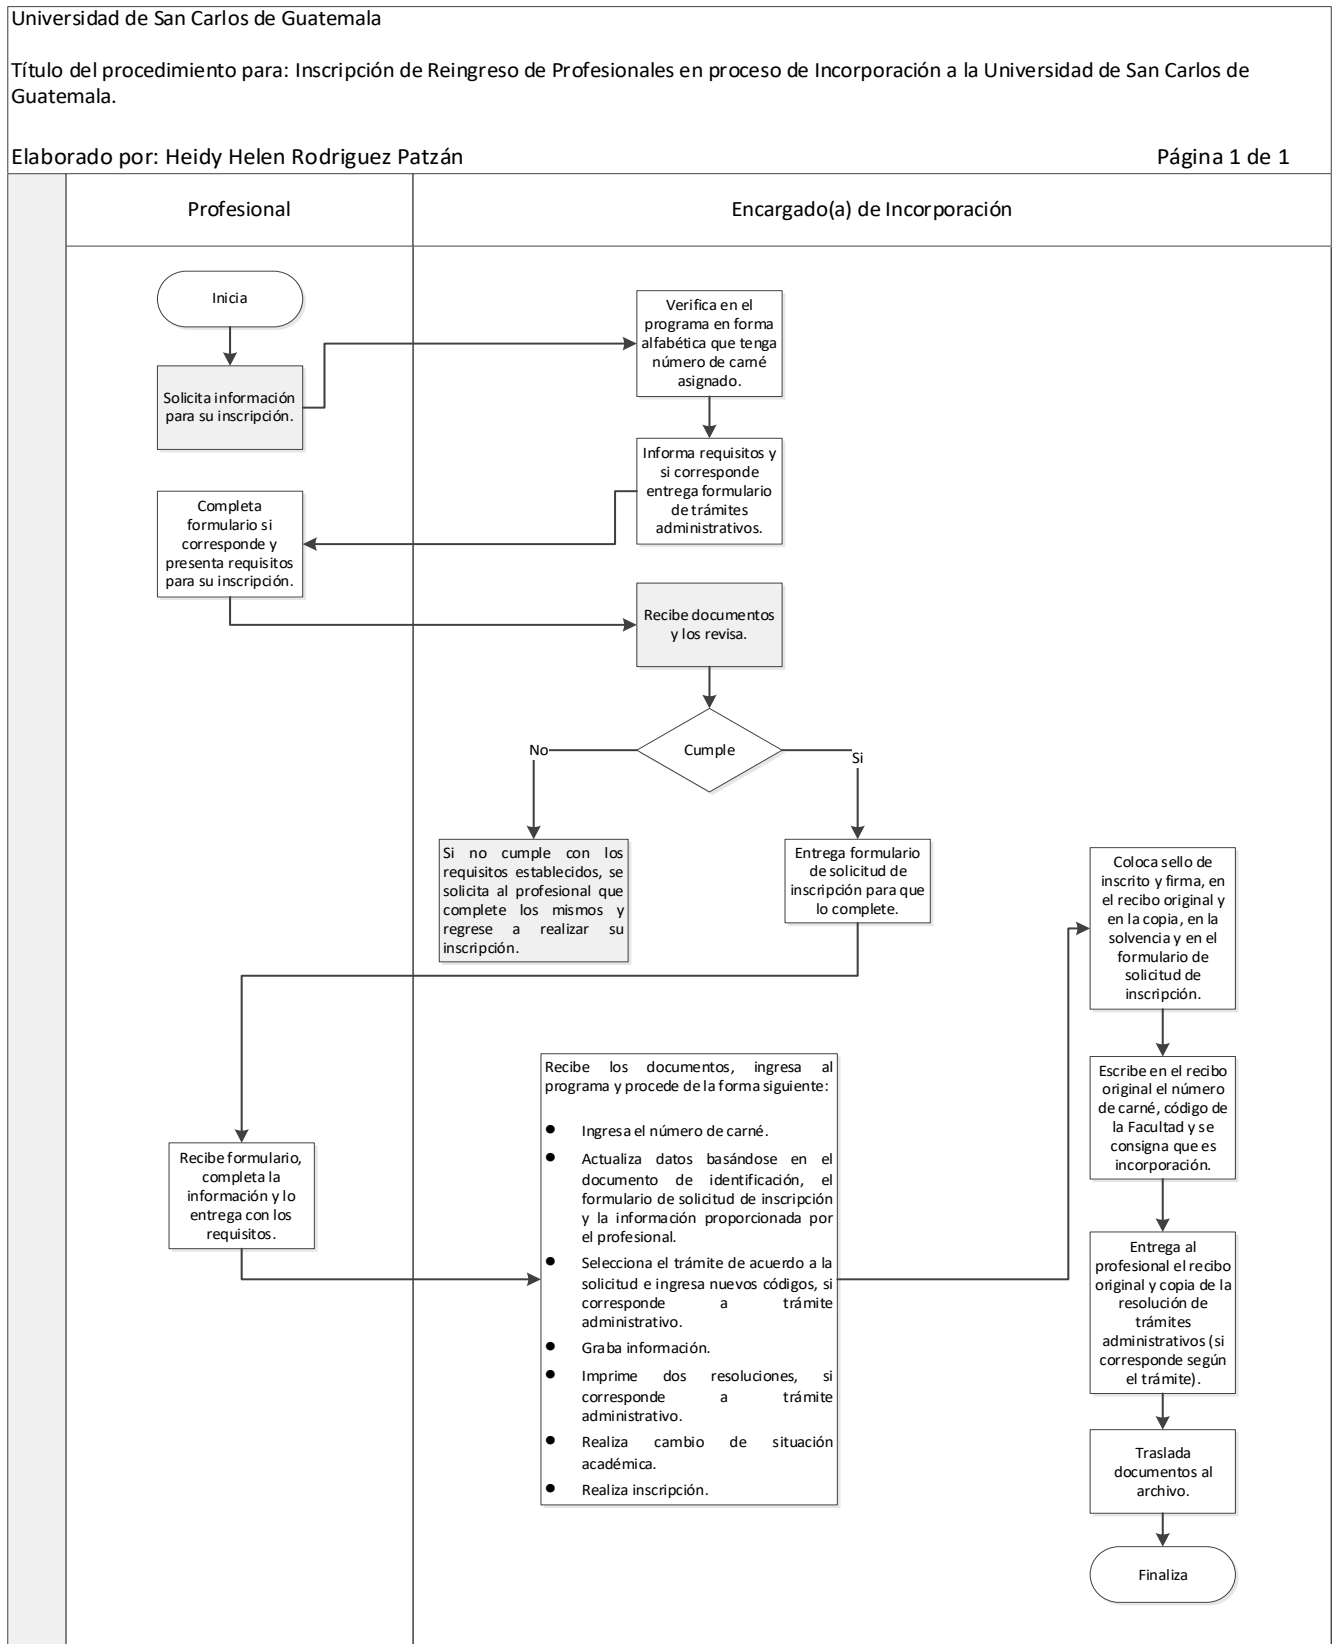 Universidad de San Carlos de Guatemala
Título del procedimiento para: Inscripción de Reingreso de Profesionales en proceso de Incorporación a la Universidad de San Carlos de
Guatemala.
Elaborado por: Heidy Helen Rodriguez Patzán
Página 1 de 1
Profesional
Encargado(a) de Incorporación
Inicia
Solicita información
para su inscripción.
Verifica en el
programa en forma
alfabética que tenga
número de carné
asignado.
Informa requisitos y
si corresponde
entrega formulario
de trámites
administrativos.
Completa
formulario si
corresponde y
presenta requisitos
para su inscripción.
Recibe documentos
y los revisa.
Cumple
No
Si
Si no cumple con los
requisitos establecidos, se
solicita al profesional que
complete los mismos y
regrese a realizar su
inscripción.
Entrega formulario
de solicitud de
inscripción para que
lo complete.
Recibe formulario,
completa la
información y lo
entrega con los
requisitos.
Recibe los documentos, ingresa al
programa y procede de la forma siguiente:
● Ingresa el número de carné.
● Actualiza datos basándose en el
documento de identificación, el
formulario de solicitud de inscripción
y la información proporcionada por
el profesional.
● Selecciona el trámite de acuerdo a la
solicitud e ingresa nuevos códigos, si
corresponde a trámite
administrativo.
● Graba información.
● Imprime dos resoluciones, si
corresponde a trámite
administrativo.
● Realiza cambio de situación
académica.
● Realiza inscripción.
Coloca sello de
inscrito y firma, en
el recibo original y
en la copia, en la
solvencia y en el
formulario de
solicitud de
inscripción.
Escribe en el recibo
original el número
de carné, código de
la Facultad y se
consigna que es
incorporación.
Entrega al
profesional el recibo
original y copia de la
resolución de
trámites
administrativos (si
corresponde según
el trámite).
Traslada
documentos al
archivo.
Finaliza